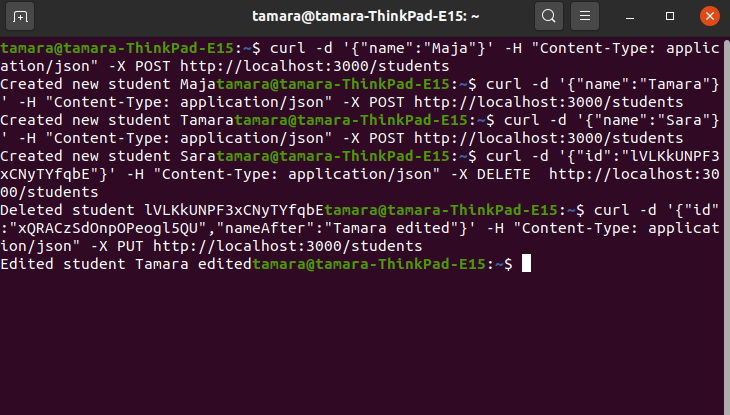 tamara@tamara-ThinkPad-E15: ~
tamara@tamara-ThinkPad-E15:~$ curl -d '{"name":"Maja"}' -H "Content-Type: applic
ation/json" -X POST http://localhost:3000/students
Created new student Majatamara@tamara-ThinkPad-E15:~$ curl -d '{"name":"Tamara"}
' -H "Content-Type: application/json" -X POST http://localhost:3000/students
Created new student Tamaratamara@tamara-ThinkPad-E15:~$ curl -d '{"name":"Sara"}
' -H "Content-Type: application/json" -X POST http://localhost:3000/students
Created new student Saratamara@tamara-ThinkPad-E15:~$ curl -d '{"id":"lVLKkUNPF3
xCNyTYfqbE"}' -H "Content-Type: application/json" -X DELETE  http://localhost:30
00/students
Deleted student lVLKkUNPF3xCNyTYfqbEtamara@tamara-ThinkPad-E15:~$ curl -d '{"id"
:"xQRACzSdOnpOPeogl5QU","nameAfter":"Tamara edited"}' -H "Content-Type: applicat
ion/json" -X PUT http://localhost:3000/students
Edited student Tamara editedtamara@tamara-ThinkPad-E15:~$